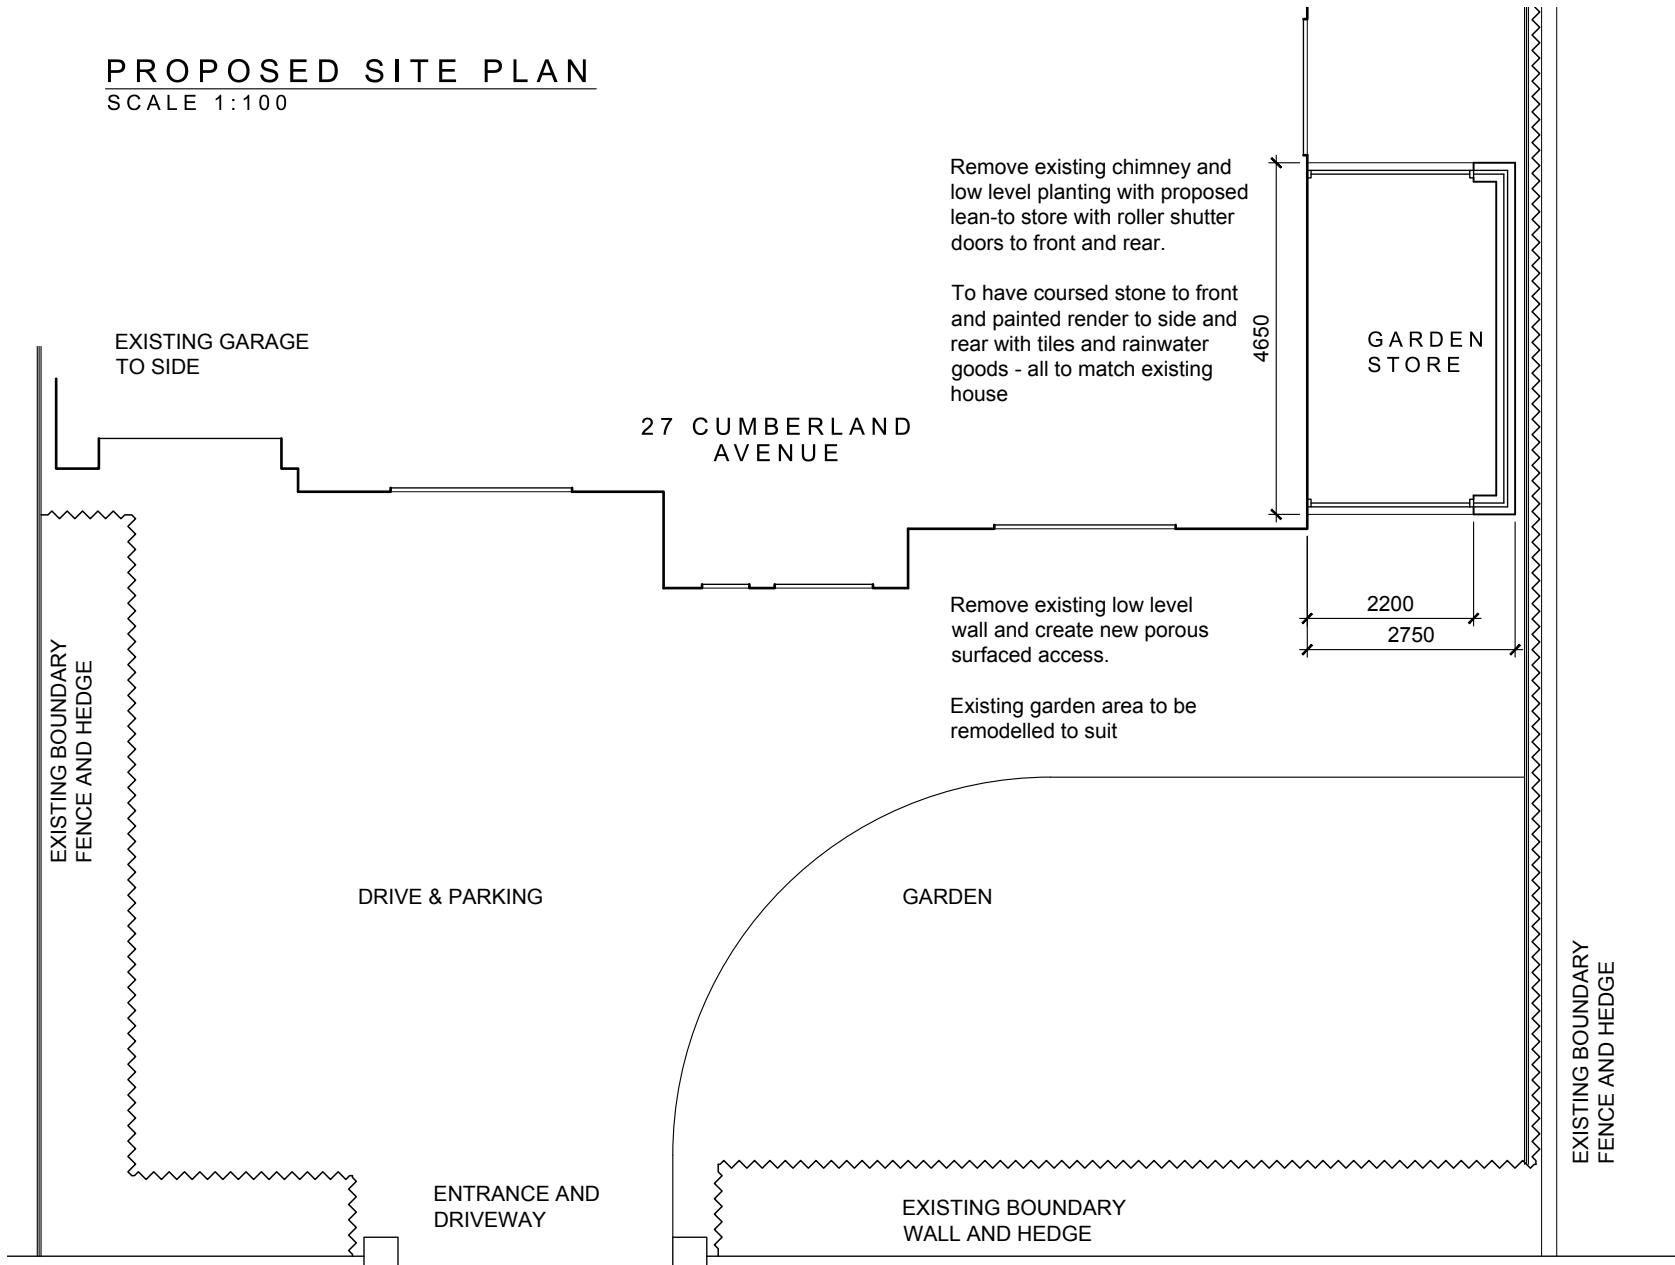 PROPOSED SITE PLAN
SCALE 1:100
Remove existing chimney and
low level planting with proposed
lean-to store with roller shutter
doors to front and rear.
To have coursed stone to front
and painted render to side and
rear with tiles and rainwater
goods - all to match existing
house
4650
GARDEN
STORE
EXISTING GARAGE
TO SIDE
27 CUMBERLAND
AVENUE
2200
2750
Remove existing low level
wall and create new porous
surfaced access.
Existing garden area to be
remodelled to suit
EXISTING BOUNDARY
FENCE AND HEDGE
DRIVE & PARKING
GARDEN
EXISTING BOUNDARY
FENCE AND HEDGE
ENTRANCE AND
DRIVEWAY
EXISTING BOUNDARY
WALL AND HEDGE